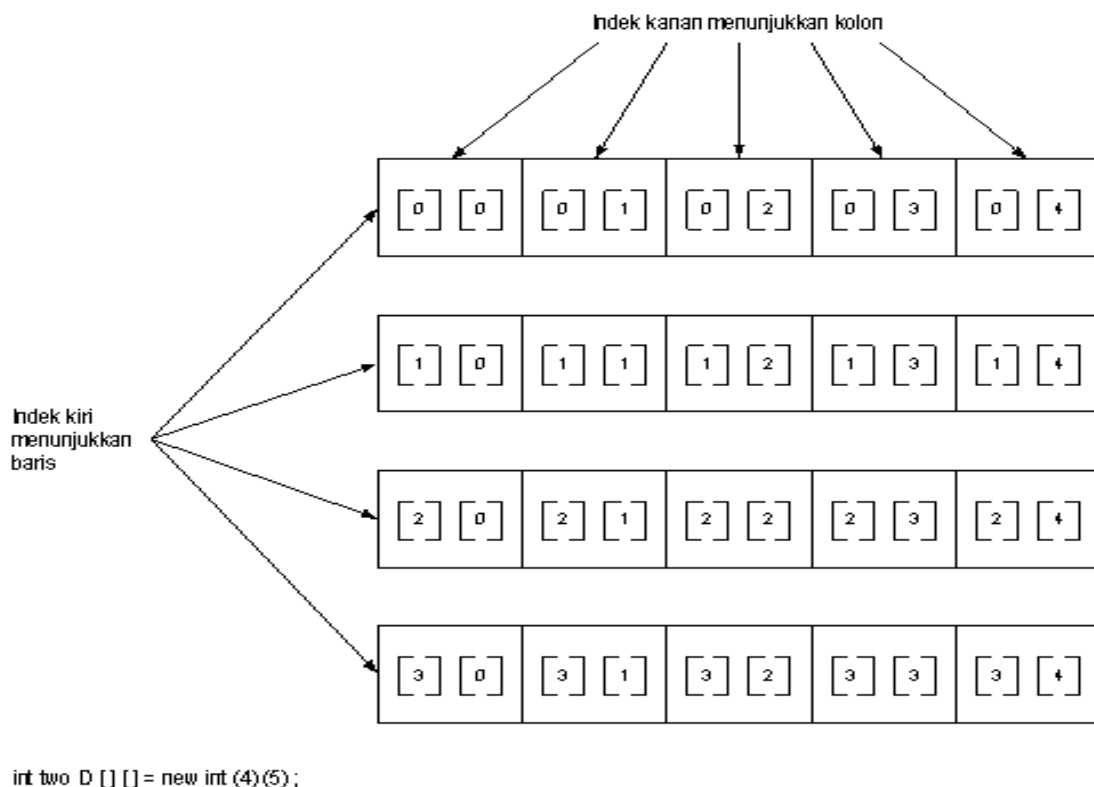 Indek kanan menunjukkan kolon
[0] [0] [0] [1] [0] [2] [0] [3] [0] [4]
[1] [0] [1] [1] [1] [2] [1] [3] [1] [4]
Indek kiri
menunjukkan
baris
[2] [0] [2] [1] [2] [2] [2] [3] [2] [4]
[3] [0] [3] [1] [3] [2] [3] [3] [3] [4]
int two D [ ] [ ] = new int (4) (5) ;